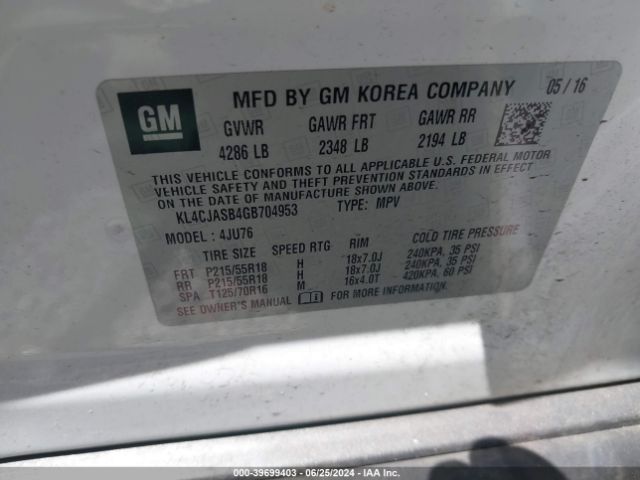 GM
MFD BY GM KOREA COMPANY 05/16
GVWR GAWR FRT GAWR RR
4286 LB 2348 LB 2194 LB
THIS VEHICLE CONFORMS TO ALL APPLICABLE U.S. FEDERAL MOTOR
VEHICLE SAFETY AND THEFT PREVENTION STANDARDS IN EFFECT
ON THE DATE OF MANUFACTURE SHOWN ABOVE.
KL4CJASB4GB704953 TYPE: MPV
MODEL: 4JU76
TIRE SIZE SPEED RTG RIM COLD TIRE PRESSURE
FRT P215/55R18 H 18x7.0J 240KPA, 35 PSI
RR P215/55R18 H 18x7.0J 240KPA, 35 PSI
SPA T125/70R16 M 16x4.0T 420KPA, 60 PSI
SEE OWNER'S MANUAL FOR MORE INFORMATION.
000-39699403 - 06/25/2024 - IAA Inc.